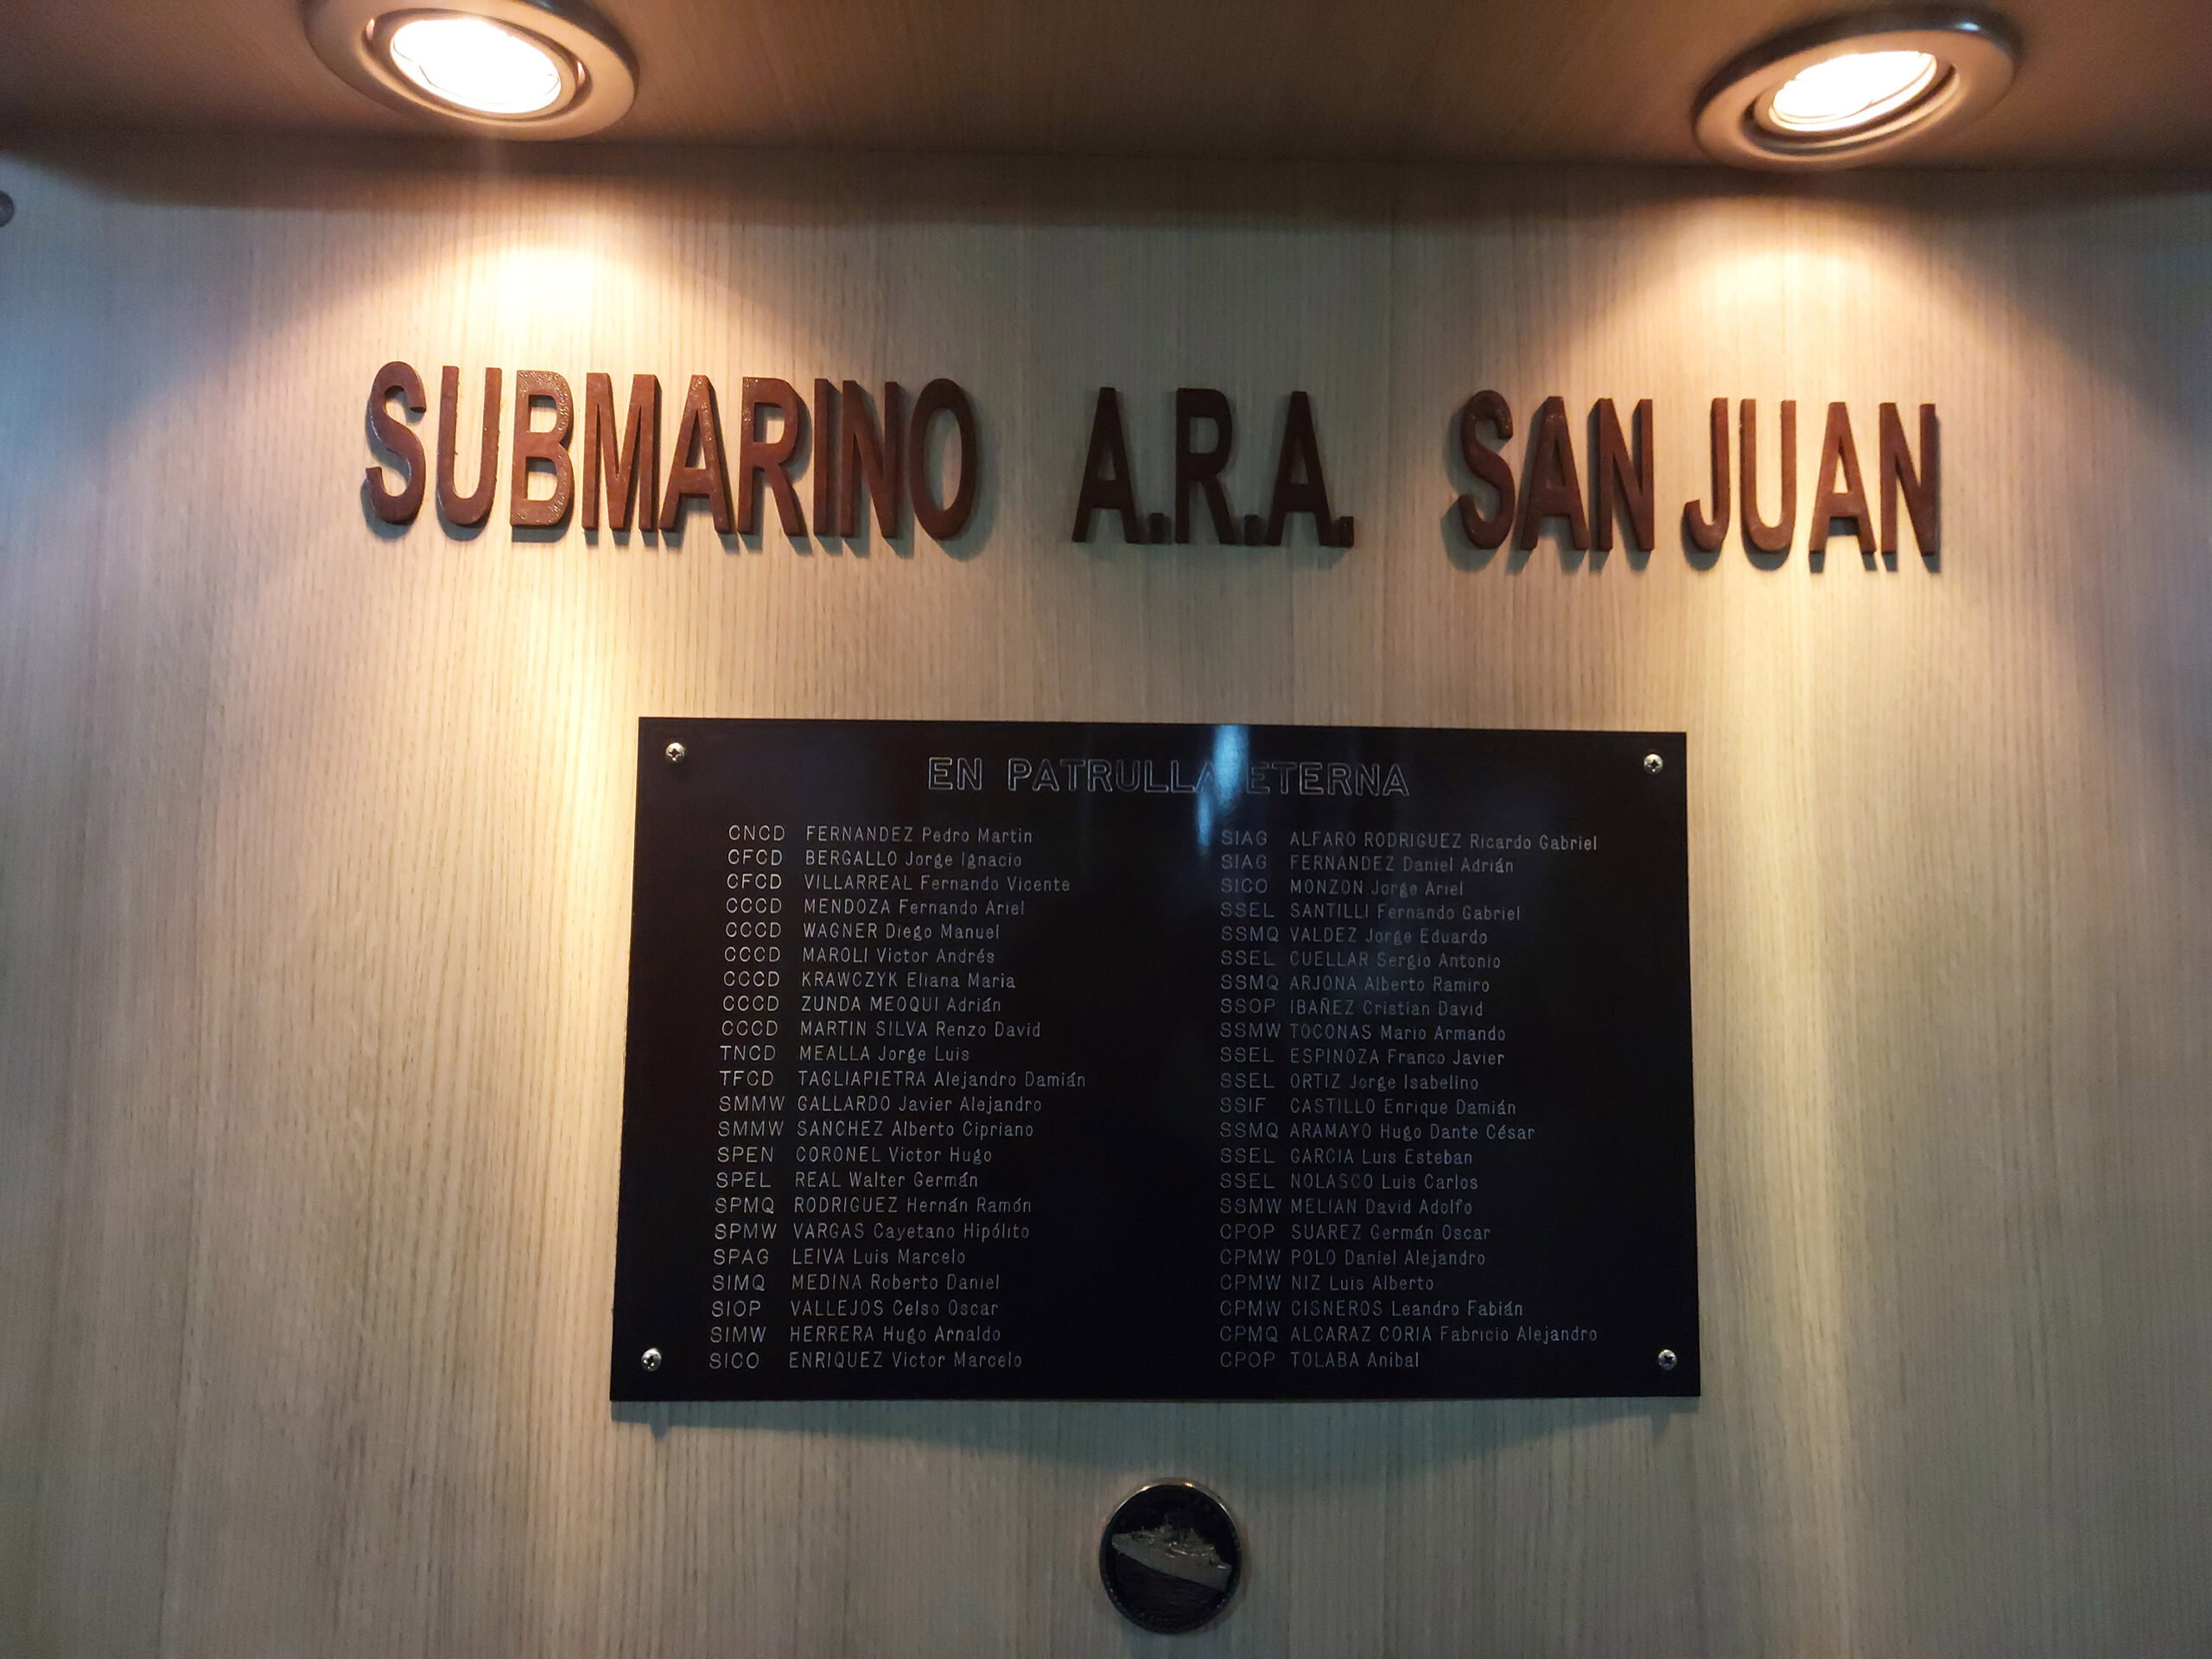 SUBMARINO A.R.A. SAN JUAN
EN PATRULLA ETERNA
CNCD FERNANDEZ Pedro Martin
CFCD BERGALLO Jorge Ignacio
CFCD VILLARREAL Fernando Vicente
CCCD MENDOZA Fernando Ariel
CCCD WAGNER Diego Manuel
CCCD MAROLI Victor Andrés
CCCD KRAWCZYK Eliana Maria
CCCD ZUNDA MEOQUI Adrián
CCCD MARTIN SILVA Renzo David
TNCD MEALLA Jorge Luis
TFCD TAGLIAPIETRA Alejandro Damián
SMMW GALLARDO Javier Alejandro
SMMW SANCHEZ Alberto Cipriano
SPEN CORONEL Victor Hugo
SPEL REAL Walter Germán
SPMQ RODRIGUEZ Hernán Ramón
SPMW VARGAS Cayetano Hipólito
SPAG LEIVA Luis Marcelo
SIMQ MEDINA Roberto Daniel
SIOP VALLEJOS Celso Oscar
SIMW HERRERA Hugo Arnaldo
SICO ENRIQUEZ Victor Marcelo
SIAG ALFARO RODRIGUEZ Ricardo Gabriel
SIAG FERNANDEZ Daniel Adrián
SICO MONZON Jorge Ariel
SSEL SANTILLI Fernando Gabriel
SSMQ VALDEZ Jorge Eduardo
SSEL CUELLAR Sergio Antonio
SSMQ ARJONA Alberto Ramiro
SSOP IBAÑEZ Cristian David
SSMW TOCONAS Mario Armando
SSEL ESPINOZA Franco Javier
SSEL ORTIZ Jorge Isabelino
SSIF CASTILLO Enrique Damián
SSMQ ARAMAYO Hugo Dante César
SSEL GARCIA Luis Esteban
SSEL NOLASCO Luis Carlos
SSMW MELIAN David Adolfo
CPOP SUAREZ Germán Oscar
CPMW POLO Daniel Alejandro
CPMW NIZ Luis Alberto
CPMW CISNEROS Leandro Fabián
CPMQ ALCARAZ CORIA Fabricio Alejandro
CPOP TOLABA Anibal